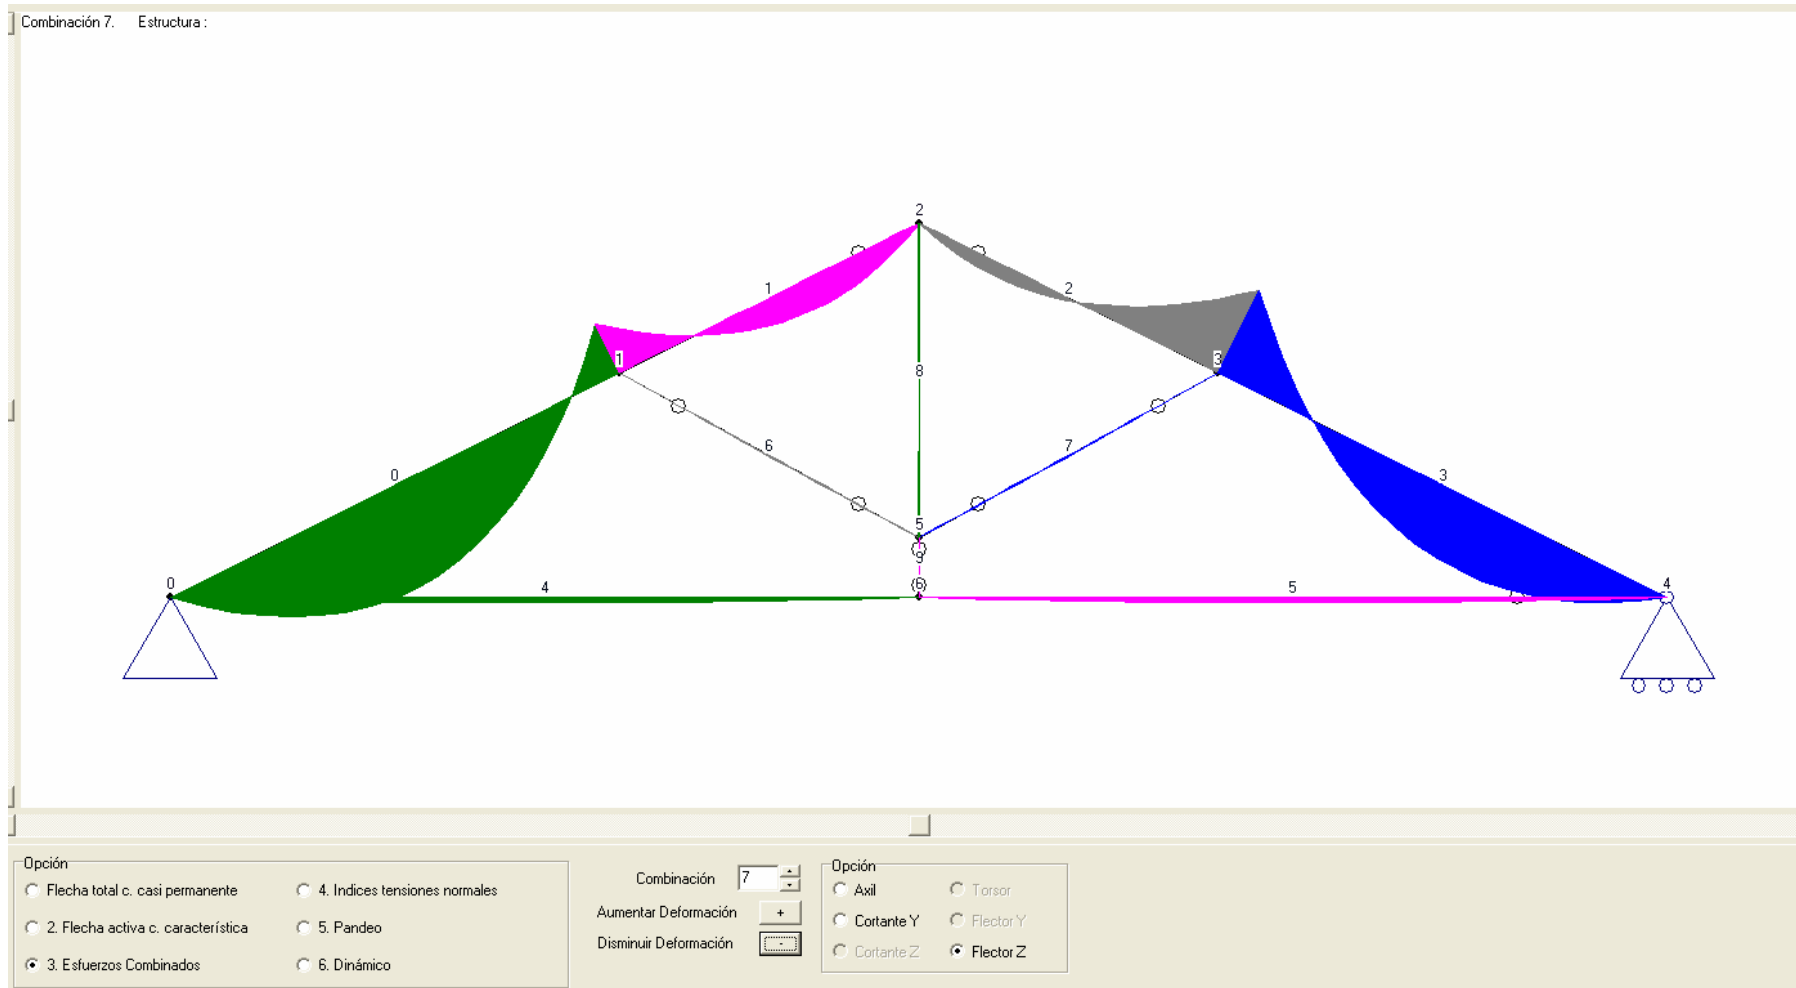 Combinación 7. Estructura :
2
1
2
1
3
8
6
7
0
3
5
9
0
4
6
5
4
Opción
Flecha total c. casi permanente
4. Indices tensiones normales
2. Flecha activa c. característica
5. Pandeo
3. Esfuerzos Combinados
6. Dinámico
Combinación 7
Aumentar Deformación +
Disminuir Deformación -
Opción
Axil
Torsor
Cortante Y
Flector Y
Cortante Z
Flector Z